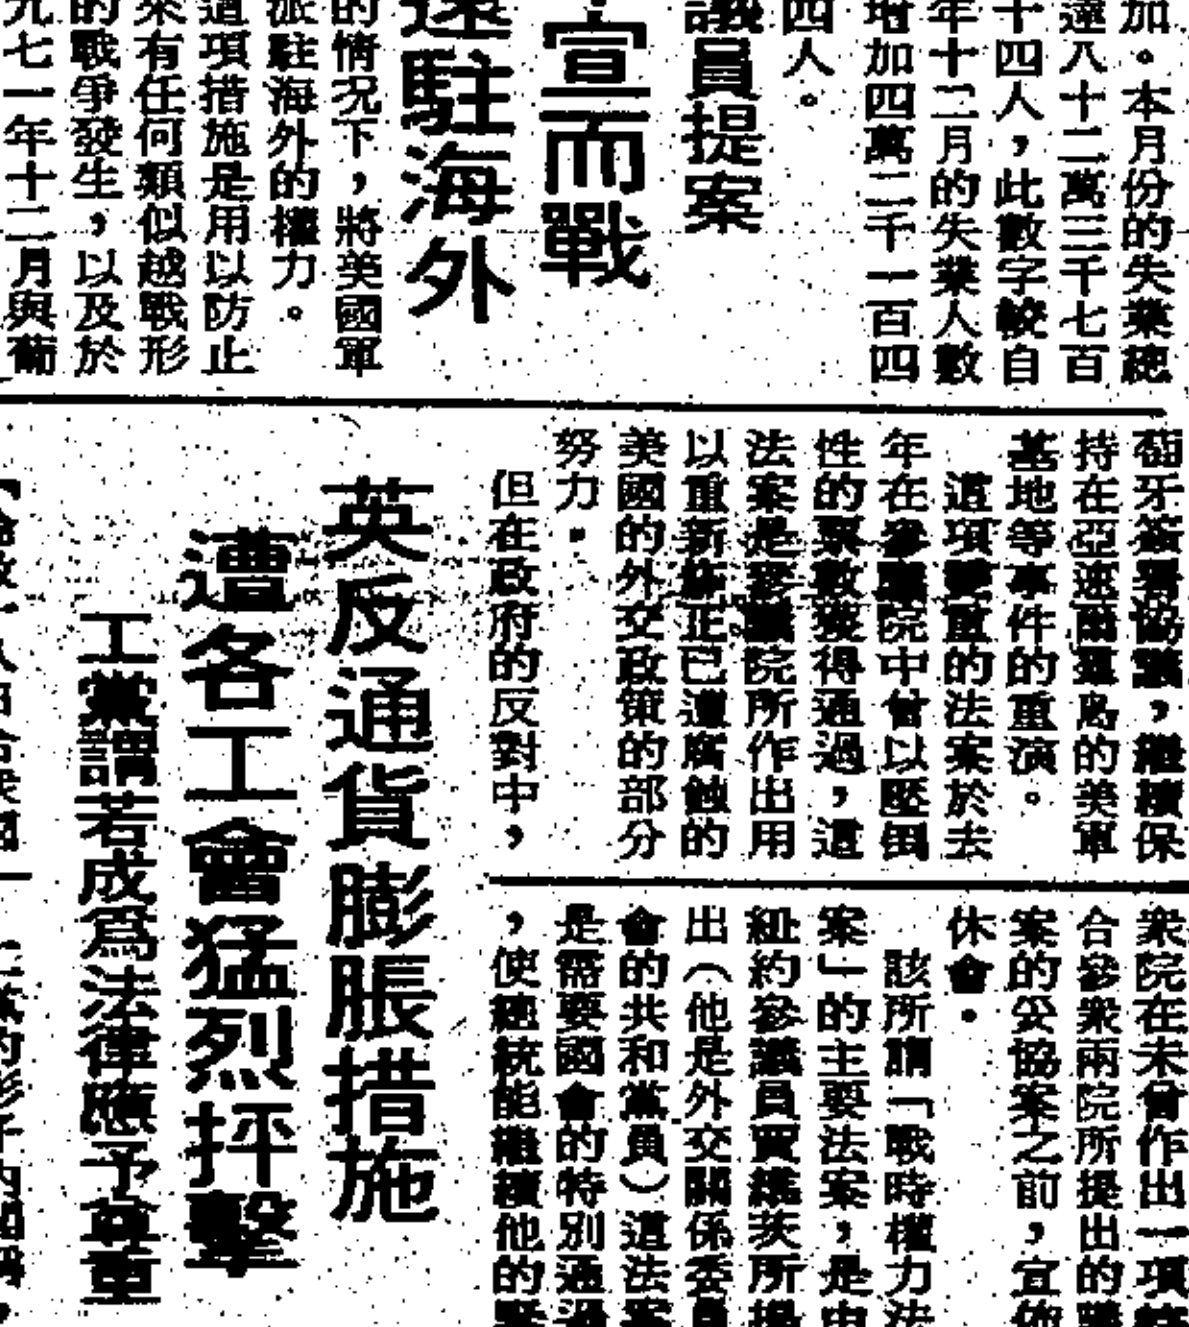 加。本月份的失業總
達八十二萬三千七百
十四人，此數字較自
年十二月的失業人數
增加四萬二千一百四
四人。
議員提案
宣而戰
駐海外
的情况下，將美國軍
派駐海外的權力。
這項措施是用以防止
來有任何類似越戰形
的戰爭發生，以及於
九七一年十二月與葡
萄牙簽署協議，繼續保
持在亞速爾羣島的美軍
基地等事件的重演。
這項雙重的法案於去
年在參議院中曾以壓倒
性的票數獲得通過，這
法案是參議院所作出用
以重新修正已遭腐蝕的
美國的外交政策的部分
努力．
但在政府的反對中，
衆院在未曾作出一項
合參衆兩院所提出的
案的妥協案之前，宣佈
休會．
該所謂「戰時權力法
案」的主要法案，是由
紐約參議員賈維茨所提
出（他是外交關係委員
會的共和黨員）這法案
是需要國會的特別通過
，使總統能繼續他的
英反通貨膨脹措施
遭各工會猛烈抨擊
工黨謂若成爲法律應予尊重